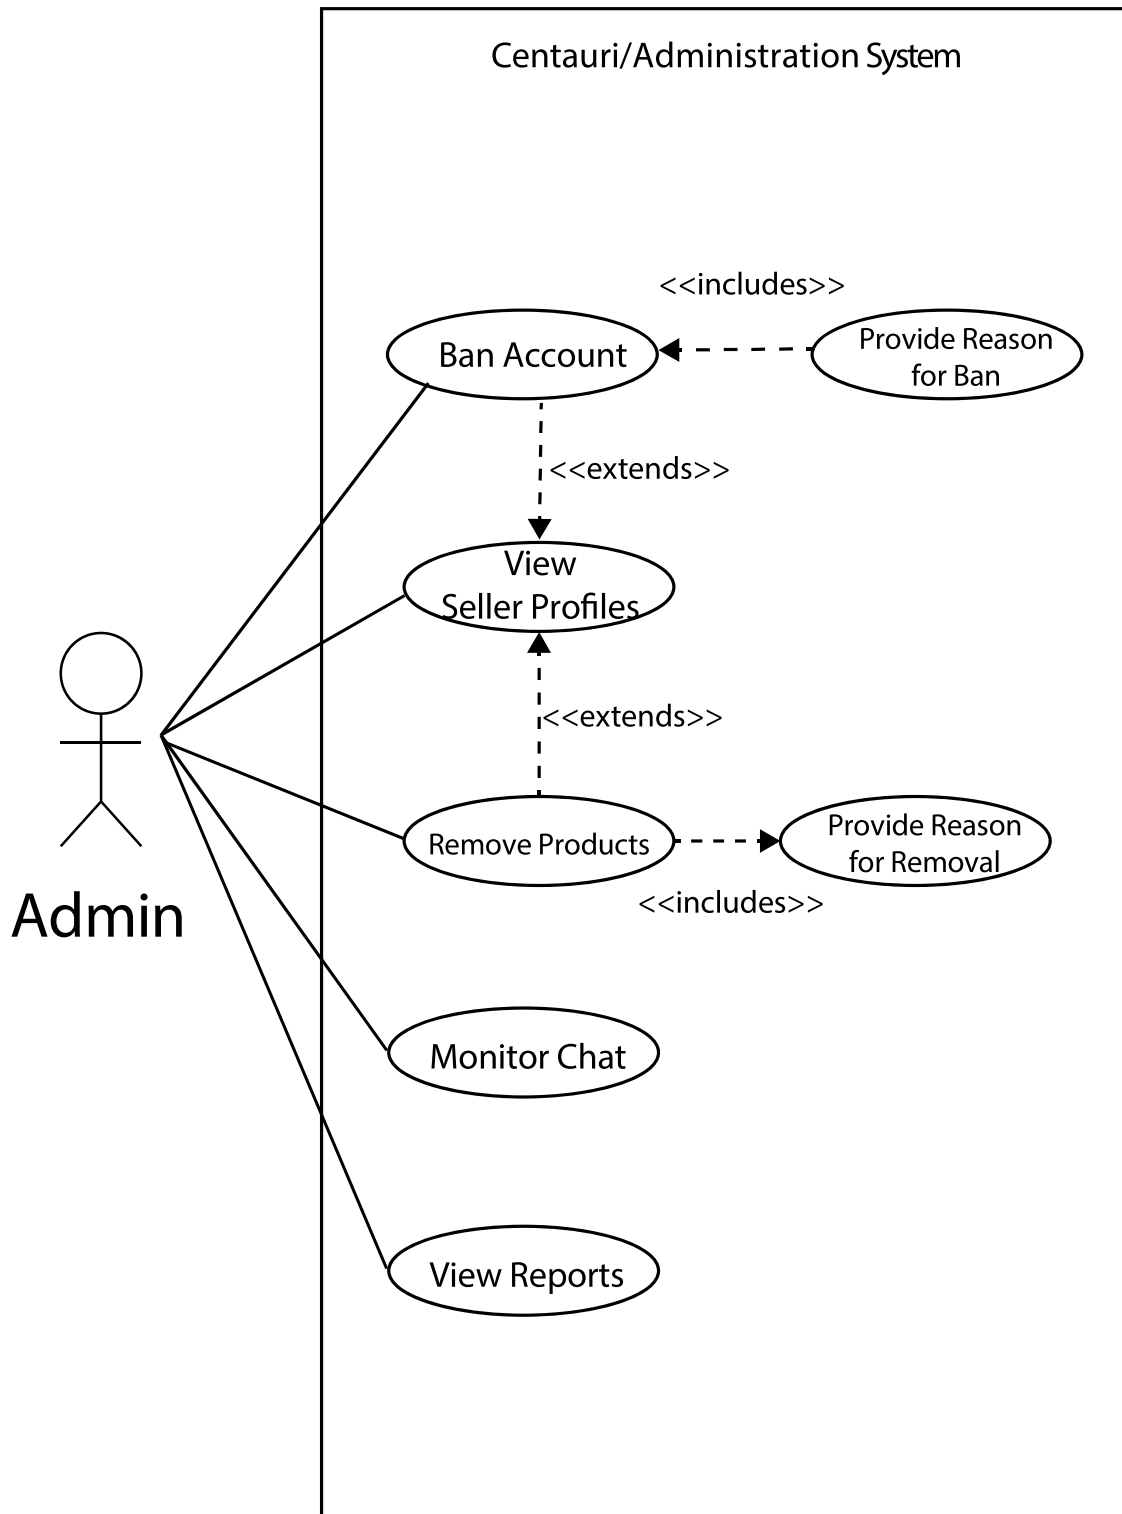 Centauri/Administration System
<<includes>>
Ban Account
Provide Reason
for Ban
<<extends>>
View
Seller Profiles
<<extends>>
Remove Products
Provide Reason
for Removal
<<includes>>
Admin
Monitor Chat
View Reports